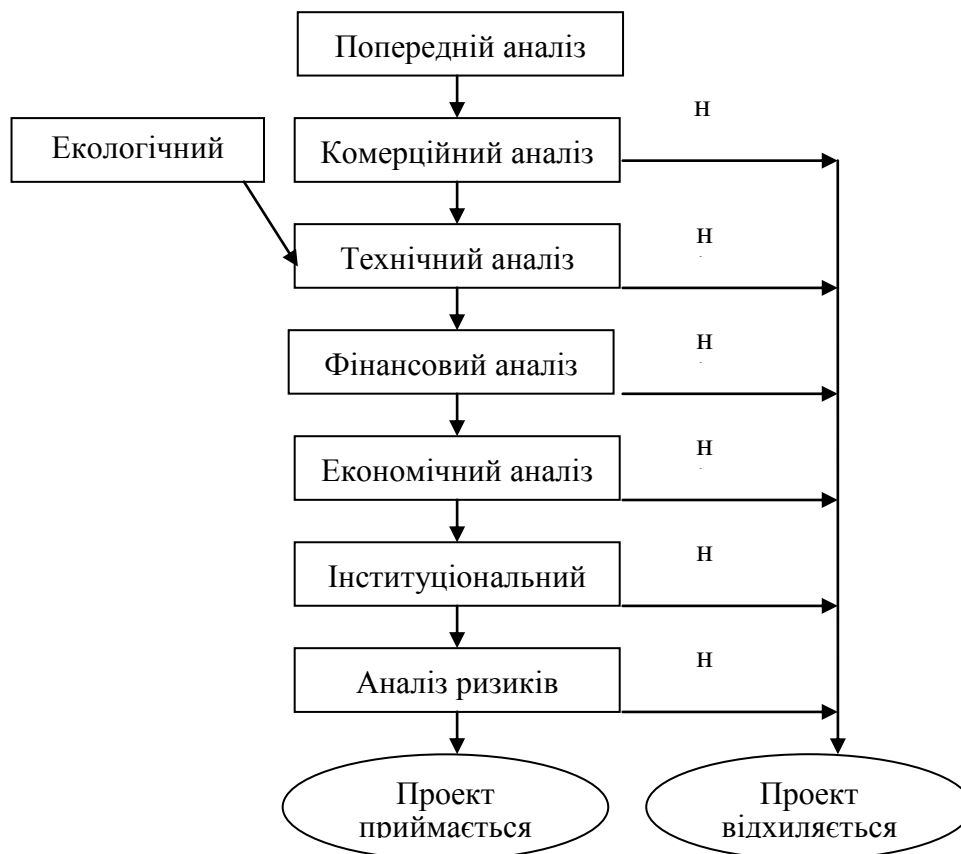 Попередній аналіз
н
Екологічний
Комерційний аналіз
н
Технічний аналіз
н
Фінансовий аналіз
н
Економічний аналіз
н
Інституціональний
н
Аналіз ризиків
Проект
приймається
Проект
відхиляється